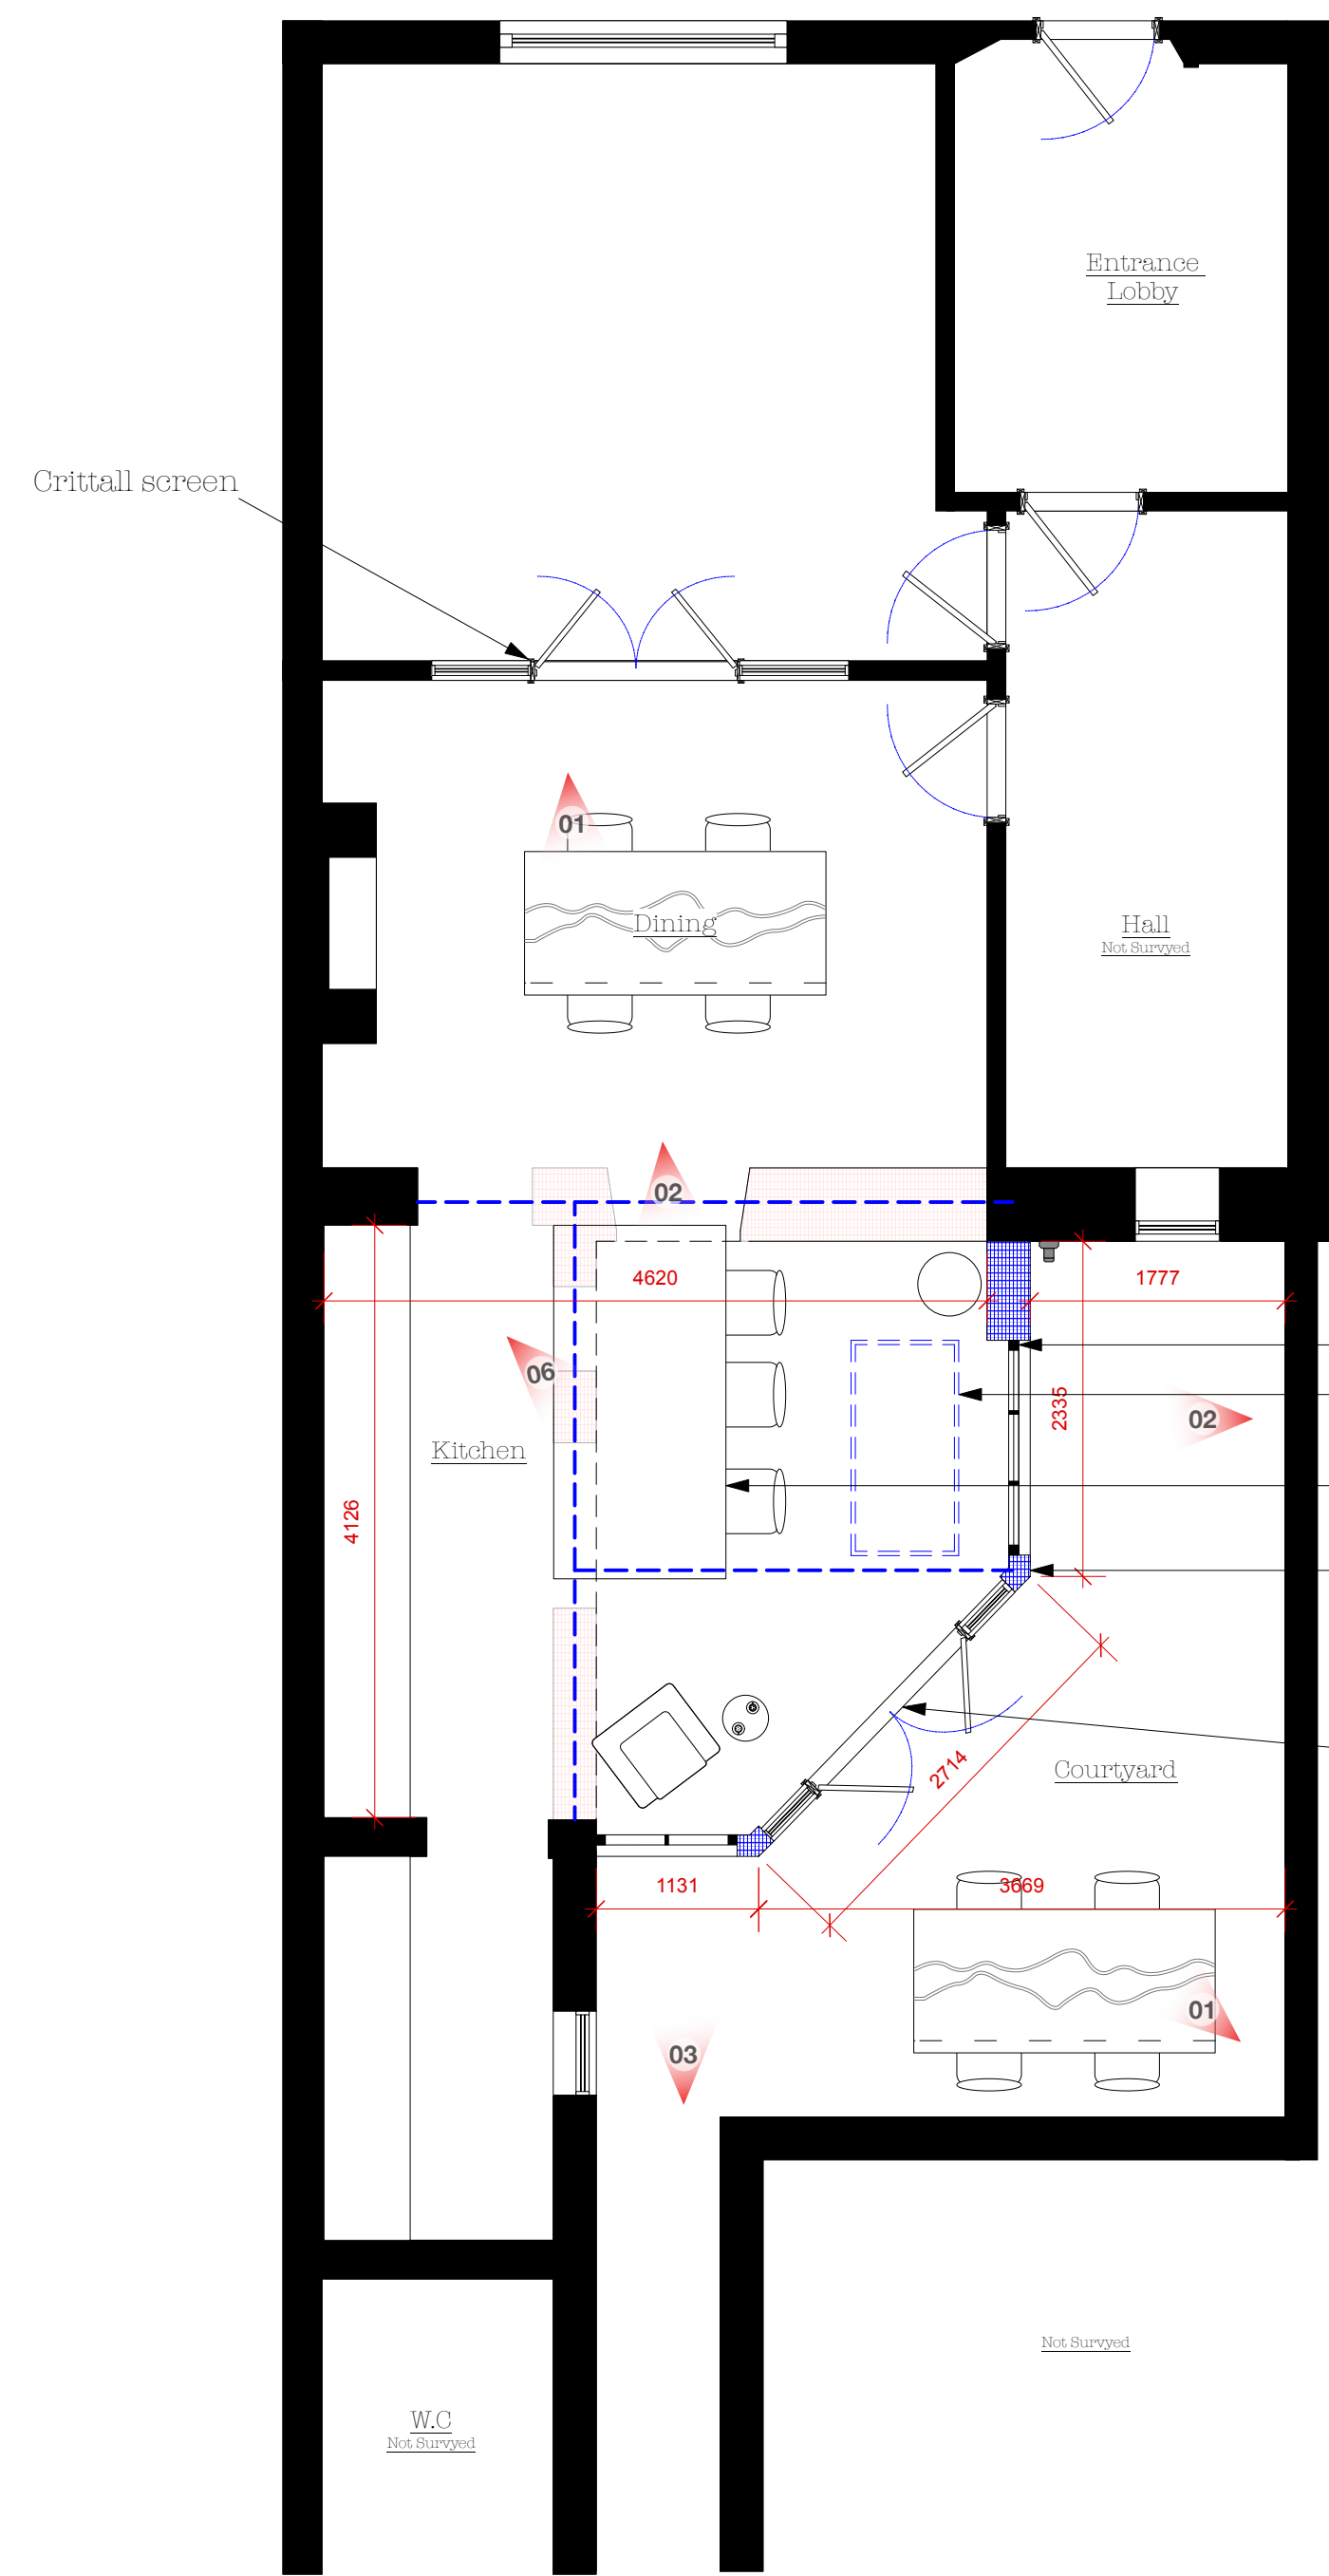 Entrance
Lobby
Crittall screen
01
Dining
Hall
Not Survyed
02
4620
1777
06
2335
02
Kitchen
4126
2714
Courtyard
1131
3669
01
03
Not Survyed
W.C
Not Survyed